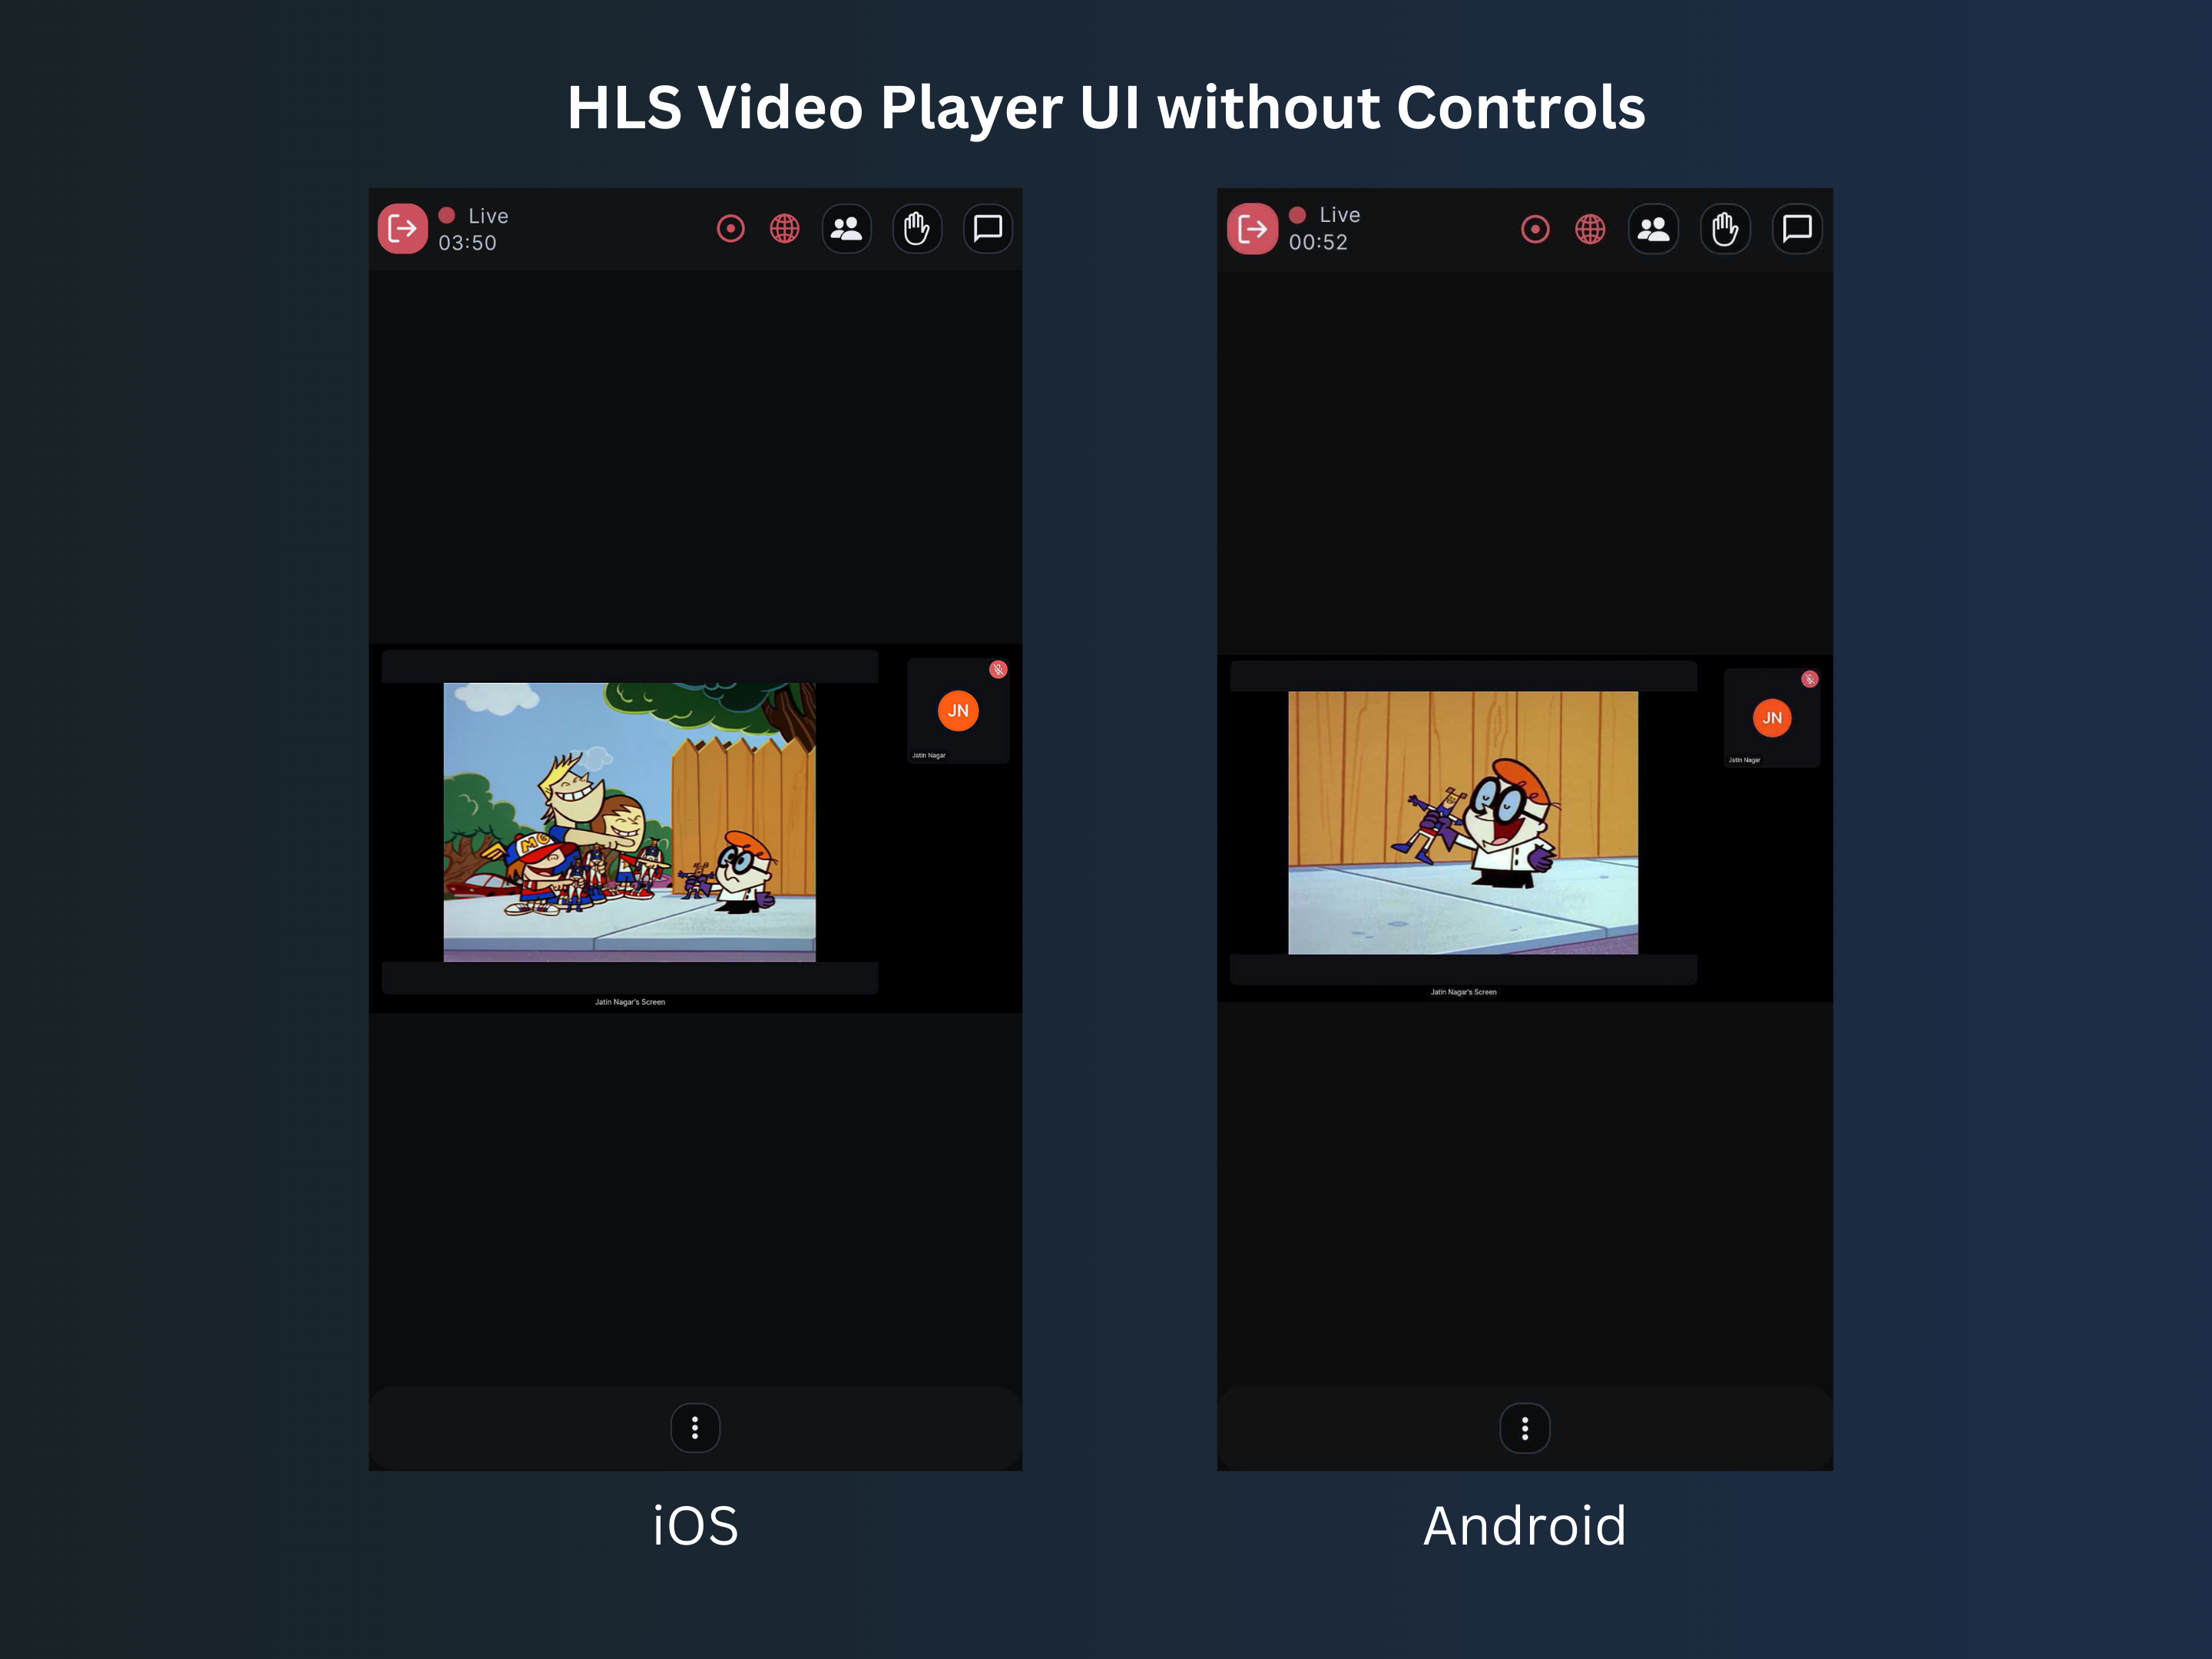 HLS Video Player UI without Controls
Live
03:50
JN
Jatin Nagar
MG
Jatin Nagar's Screen
Live
00:52
JN
Jatin Nagar
Jatin Nagar's Screen
iOS
Android